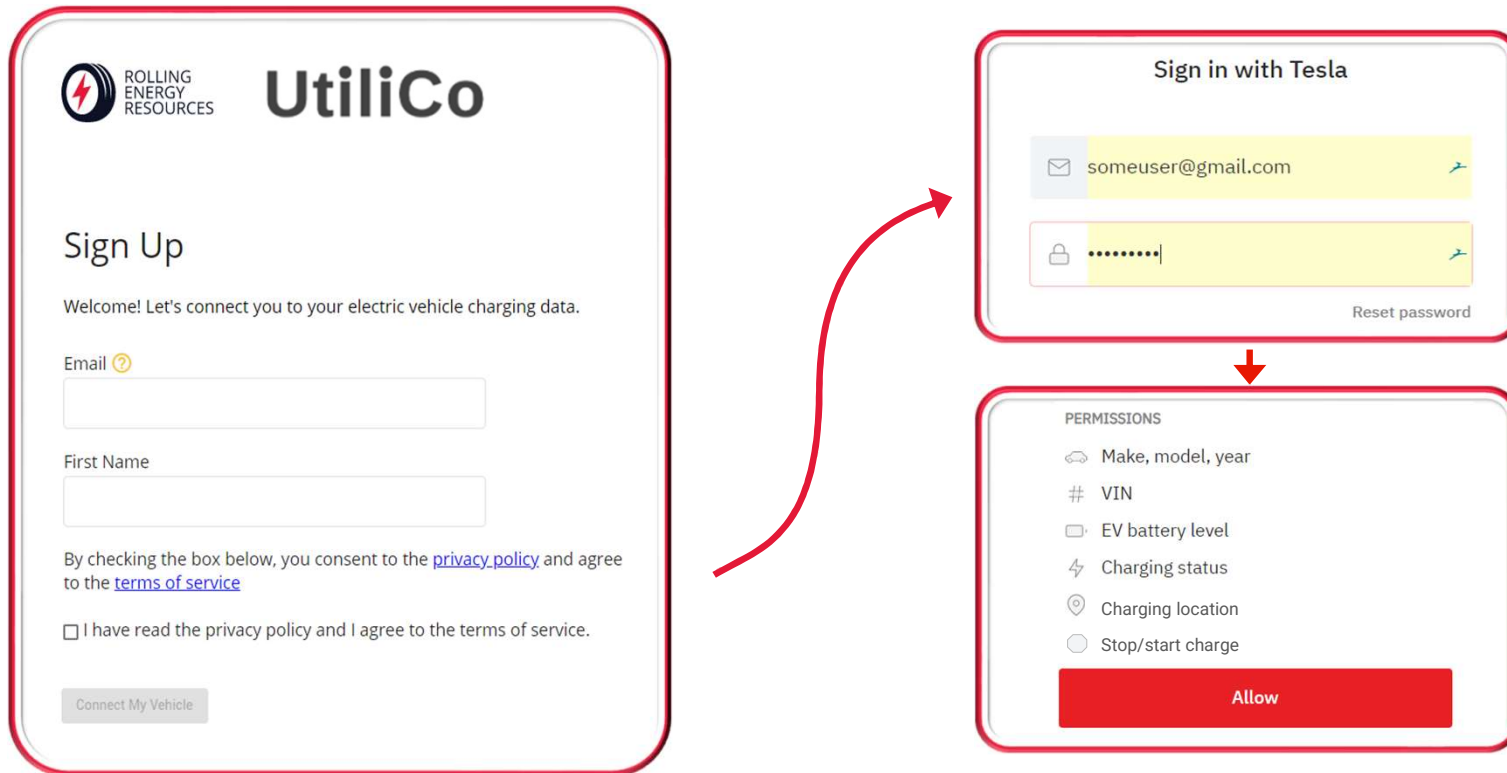 ROLLING
ENERGY
RESOURCES
UtiliCo
Sign Up
Welcome! Let's connect you to your electric vehicle charging data.
Email ?
First Name
By checking the box below, you consent to the privacy policy and agree
to the terms of service
I have read the privacy policy and I agree to the terms of service.
Connect My Vehicle
Sign in with Tesla
someuser@gmail.com
•••••••••
Reset password
PERMISSIONS
Make, model, year
# VIN
EV battery level
Charging status
Charging location
Stop/start charge
Allow